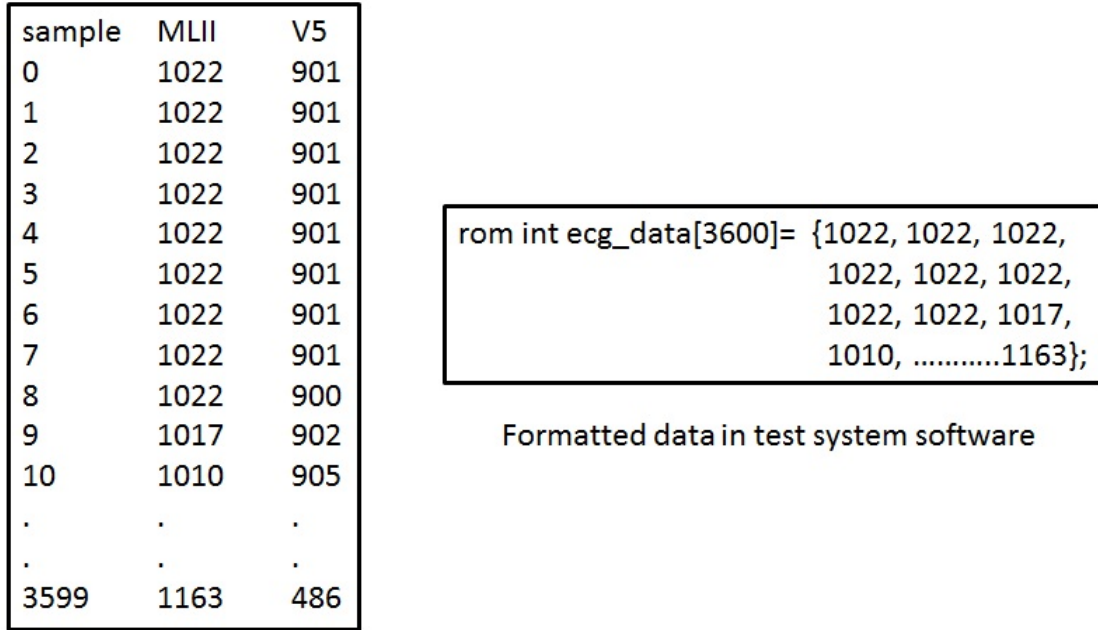 sample MLII V5
0 1022 901
1 1022 901
2 1022 901
3 1022 901
4 1022 901
5 1022 901
6 1022 901
7 1022 901
8 1022 900
9 1017 902
10 1010 905
. . .
. . .
3599 1163 486
rom int ecg_data[3600]= {1022, 1022, 1022,
1022, 1022, 1022,
1022, 1022, 1017,
1010, ...........1163};
Formatted data in test system software